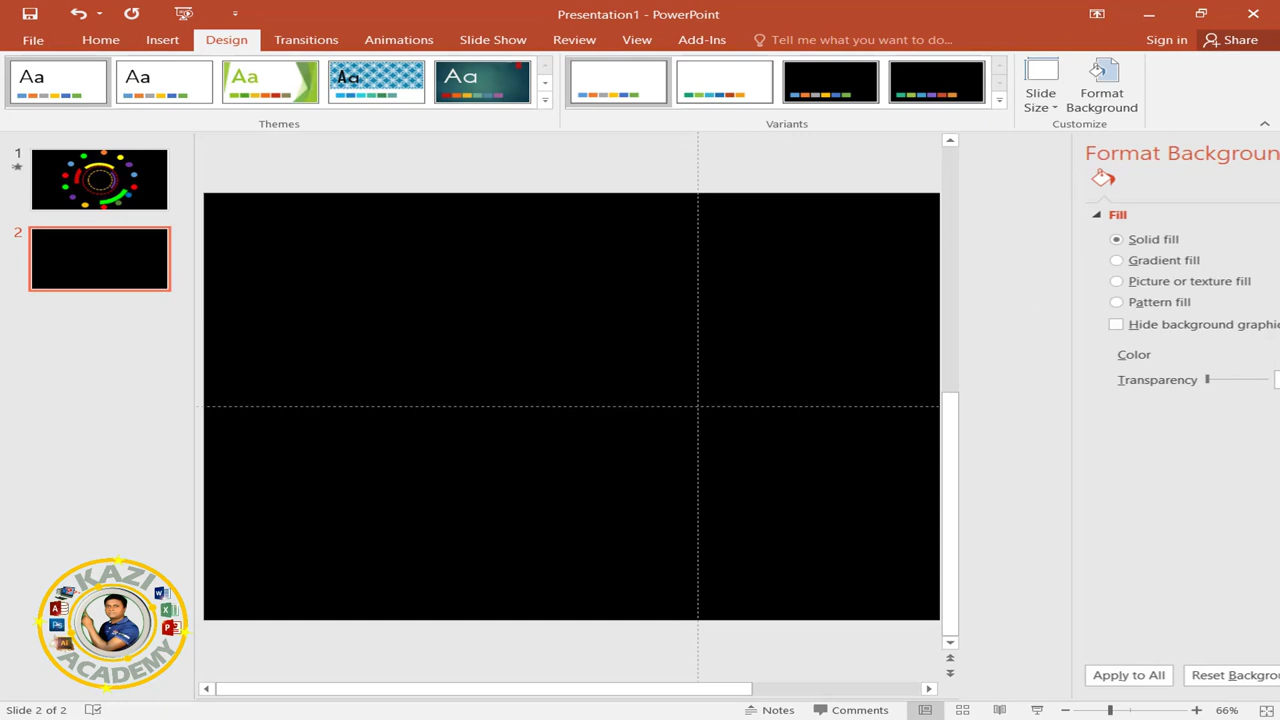 Presentation1 - PowerPoint
File Home Insert Design Transitions Animations Slide Show Review View Add-Ins Tell me what you want to do... Sign in Share
Aa Aa Aa Aa Aa
Slide Size
Format Background
Themes Variants Customize
1
2
Format Backgroun
Fill
Solid fill
Gradient fill
Picture or texture fill
Pattern fill
Hide background graphic
Color
Transparency
Apply to All Reset Backgro
KAZI
ACADEMY
Slide 2 of 2 Notes Comments 66%